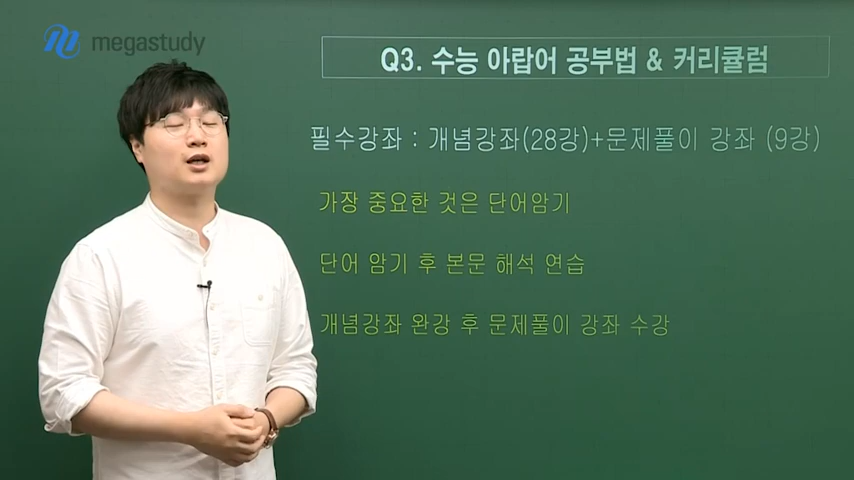 megastudy
Q3. 수능 아랍어 공부법 & 커리큘럼
필수강좌 : 개념강좌(28강)+문제풀이 강좌 (9강)
가장 중요한 것은 단어암기
단어 암기 후 본문 해석 연습
개념강좌 완강 후 문제풀이 강좌 수강